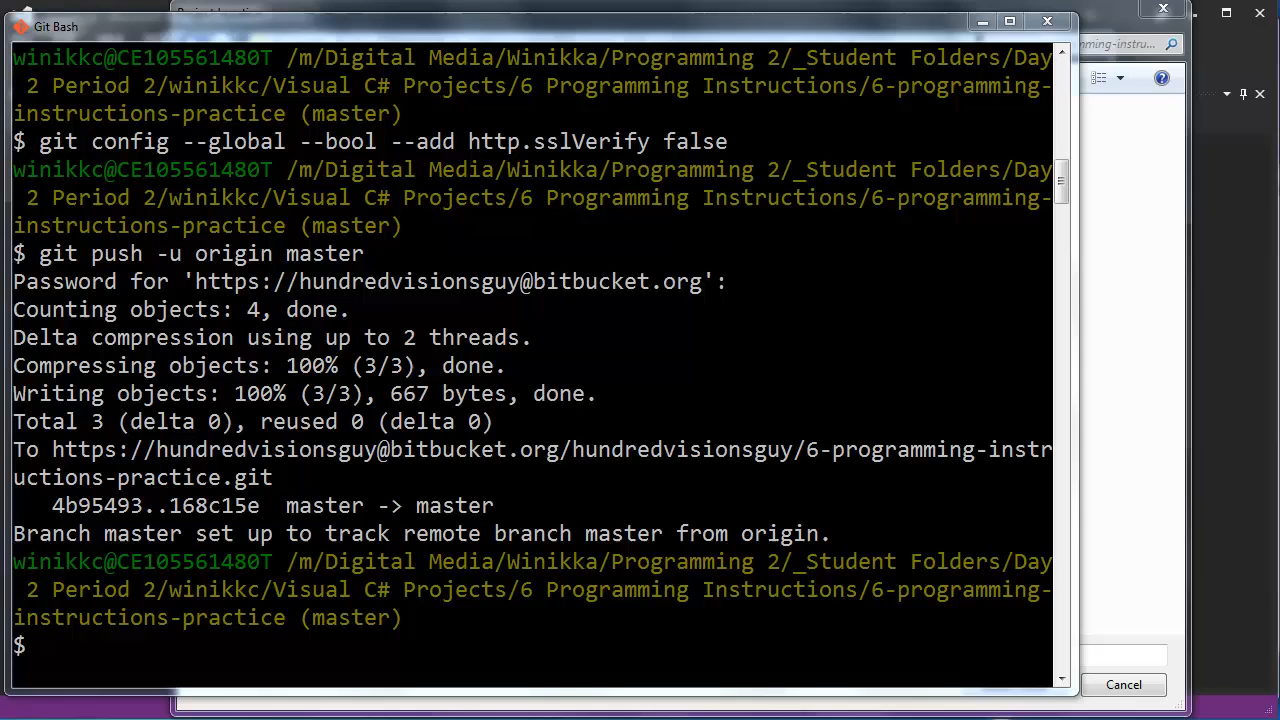 Git Bash
mming-instru...
winikkc@CE105561480T /m/Digital Media/Winikka/Programming 2/_Student Folders/Day
2 Period 2/winikkc/Visual C# Projects/6 Programming Instructions/6-programming-
instructions-practice (master)
$ git config --global --bool --add http.sslVerify false
winikkc@CE105561480T /m/Digital Media/Winikka/Programming 2/_Student Folders/Day
2 Period 2/winikkc/Visual C# Projects/6 Programming Instructions/6-programming-
instructions-practice (master)
$ git push -u origin master
Password for 'https://hundredvisionsguy@bitbucket.org':
Counting objects: 4, done.
Delta compression using up to 2 threads.
Compressing objects: 100% (3/3), done.
Writing objects: 100% (3/3), 667 bytes, done.
Total 3 (delta 0), reused 0 (delta 0)
To https://hundredvisionsguy@bitbucket.org/hundredvisionsguy/6-programming-instr
uctions-practice.git
4b95493..168c15e  master -> master
Branch master set up to track remote branch master from origin.
winikkc@CE105561480T /m/Digital Media/Winikka/Programming 2/_Student Folders/Day
2 Period 2/winikkc/Visual C# Projects/6 Programming Instructions/6-programming-
instructions-practice (master)
$
Cancel